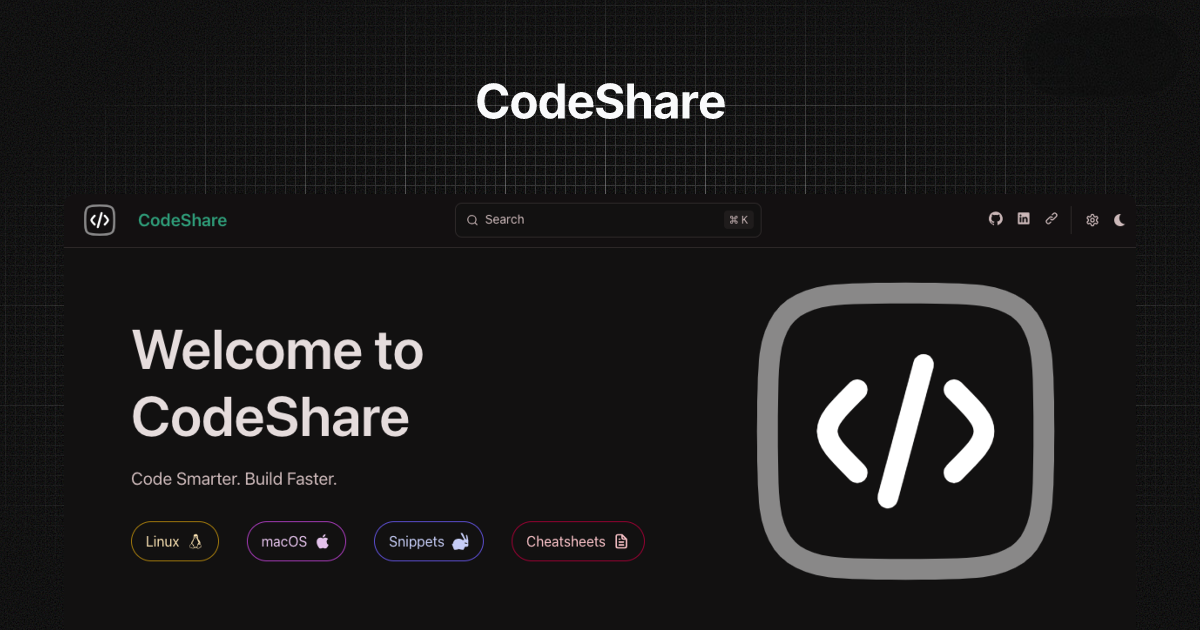 CodeShare
CodeShare
Search
⌘ K
Welcome to
CodeShare
Code Smarter. Build Faster.
Linux
macOS
Snippets
Cheatsheets